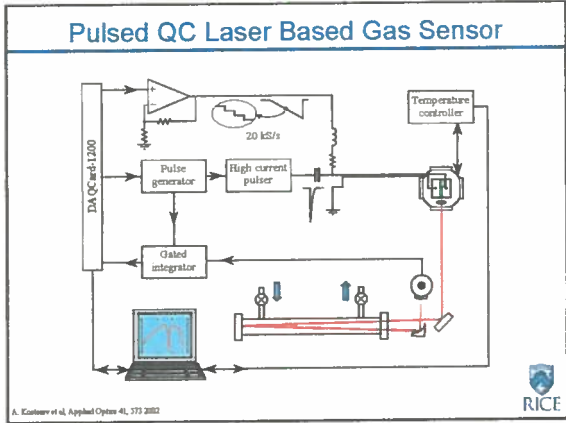 Pulsed QC Laser Based Gas Sensor
+
−
20 kS/s
Temperature
controller
DAQCard-1200
Pulse
generator
High current
pulser
Gated
integrator
A. Kosterev et al, Applied Optics 41, 573 2002
RICE